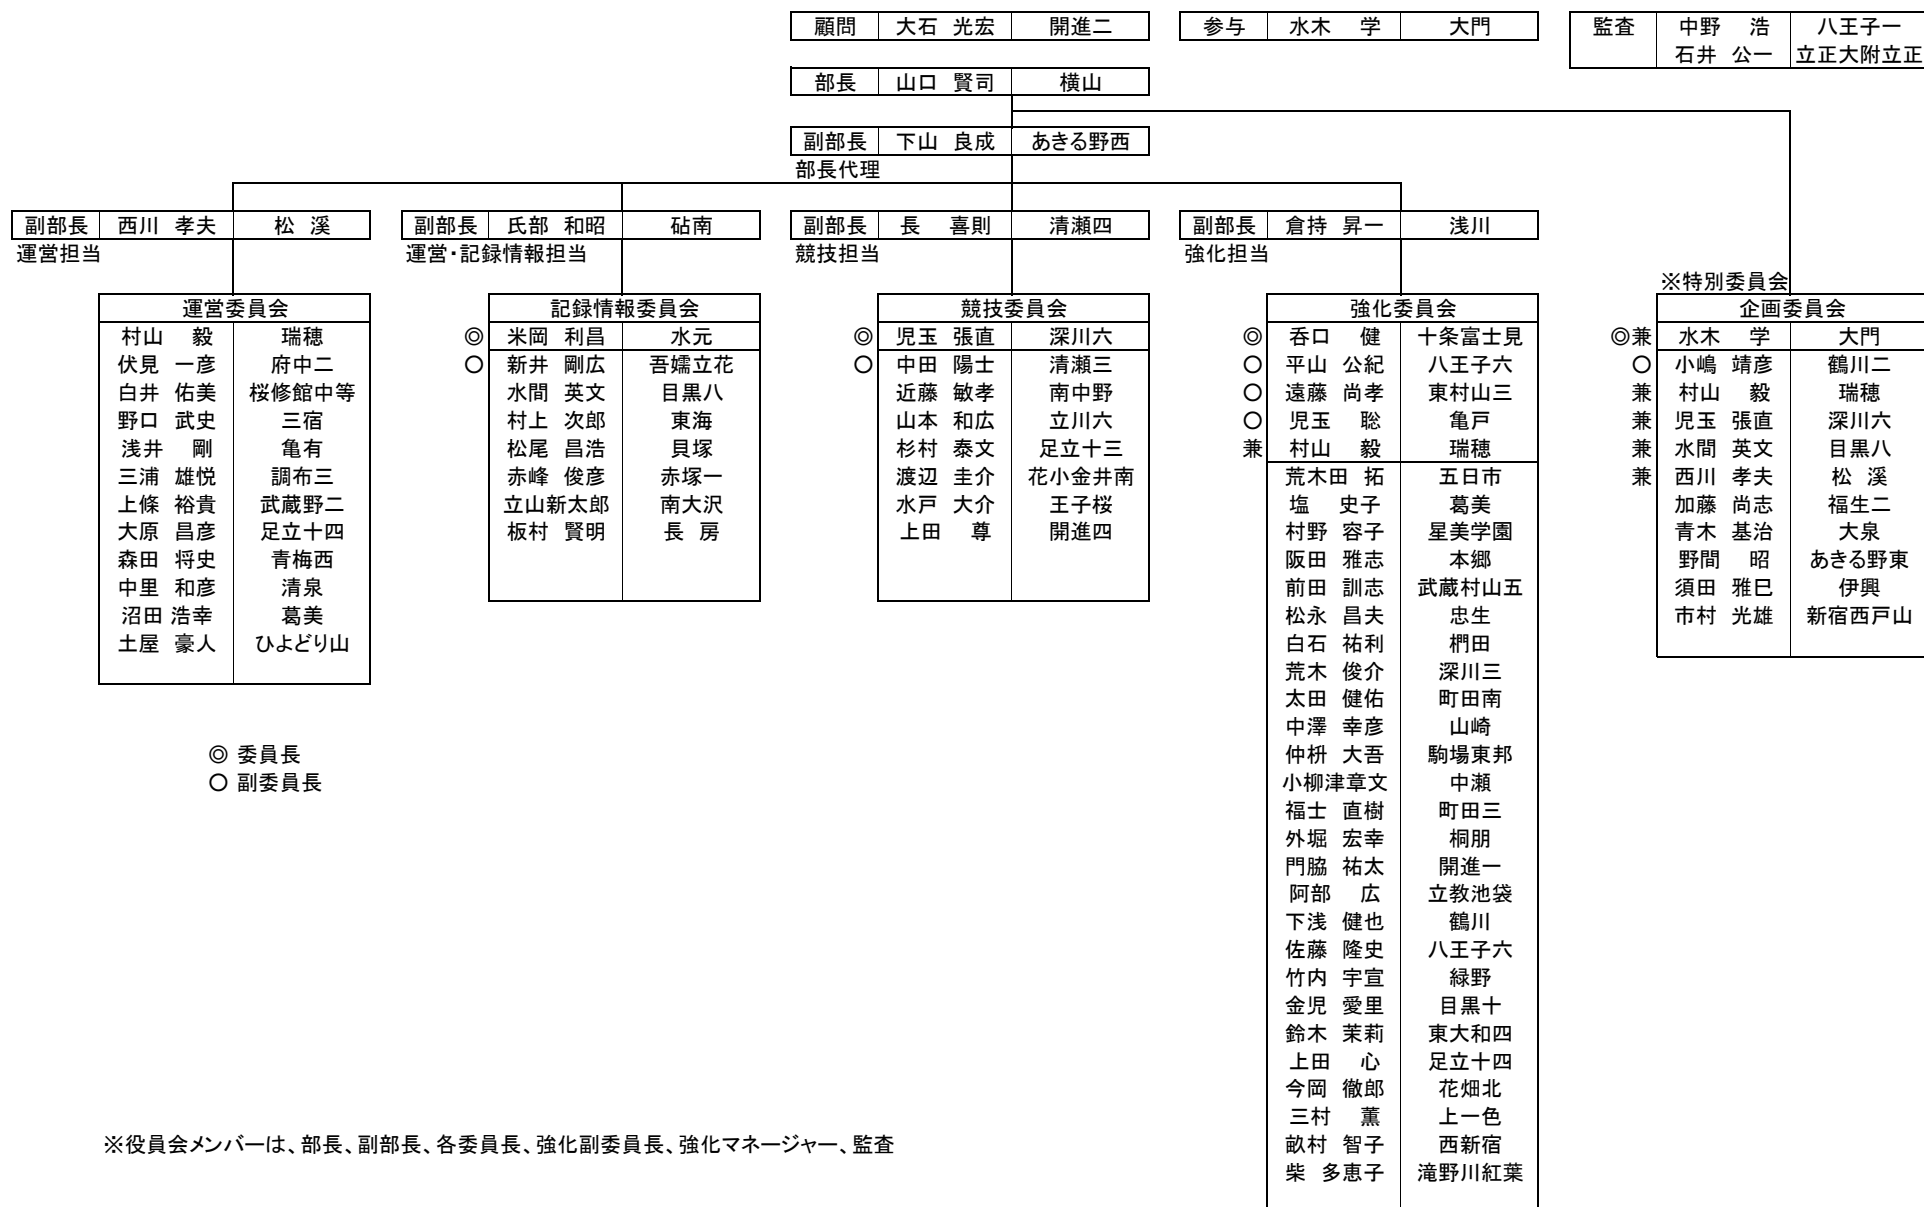 顧問 大石 光宏 開進二 参与 水木 学 大門 監査 中野 浩 八王子一
石井 公一 立正大附立正
部長 山口 賢司 横山
副部長 下山 良成 あきる野西
部長代理
副部長 西川 孝夫 松 溪 副部長 氏部 和昭 砧南 副部長 長 喜則 清瀬四 副部長 倉持 昇一 浅川
運営担当 運営・記録情報担当 競技担当 強化担当
※特別委員会
運営委員会
村山 毅 瑞穂
伏見 一彦 府中二
白井 佑美 桜修館中等
野口 武史 三宿
浅井 剛 亀有
三浦 雄悦 調布三
上條 裕貴 武蔵野二
大原 昌彦 足立十四
森田 将史 青梅西
中里 和彦 清泉
沼田 浩幸 葛美
土屋 豪人 ひよどり山
記録情報委員会
◎ 米岡 利昌 水元
○ 新井 剛広 吾嬬立花
水間 英文 目黒八
村上 次郎 東海
松尾 昌浩 貝塚
赤峰 俊彦 赤塚一
立山新太郎 南大沢
板村 賢明 長 房
競技委員会
◎ 児玉 張直 深川六
○ 中田 陽士 清瀬三
近藤 敏孝 南中野
山本 和広 立川六
杉村 泰文 足立十三
渡辺 圭介 花小金井南
水戸 大介 王子桜
上田 尊 開進四
強化委員会
◎ 呑口 健 十条富士見
○ 平山 公紀 八王子六
○ 遠藤 尚孝 東村山三
○ 児玉 聡 亀戸
兼 村山 毅 瑞穂
荒木田 拓 五日市
塩 史子 葛美
村野 容子 星美学園
阪田 雅志 本郷
前田 訓志 武蔵村山五
松永 昌夫 忠生
白石 祐利 椚田
荒木 俊介 深川三
太田 健佑 町田南
中澤 幸彦 山崎
仲枡 大吾 駒場東邦
小柳津章文 中瀬
福士 直樹 町田三
外堀 宏幸 桐朋
門脇 祐太 開進一
阿部 広 立教池袋
下浅 健也 鶴川
佐藤 隆史 八王子六
竹内 宇宣 緑野
金児 愛里 目黒十
鈴木 茉莉 東大和四
上田 心 足立十四
今岡 徹郎 花畑北
三村 薫 上一色
畝村 智子 西新宿
柴 多恵子 滝野川紅葉
企画委員会
◎兼 水木 学 大門
○ 小嶋 靖彦 鶴川二
兼 村山 毅 瑞穂
兼 児玉 張直 深川六
兼 水間 英文 目黒八
兼 西川 孝夫 松 溪
加藤 尚志 福生二
青木 基治 大泉
野間 昭 あきる野東
須田 雅巳 伊興
市村 光雄 新宿西戸山
◎ 委員長
○ 副委員長
※役員会メンバーは、部長、副部長、各委員長、強化副委員長、強化マネージャー、監査